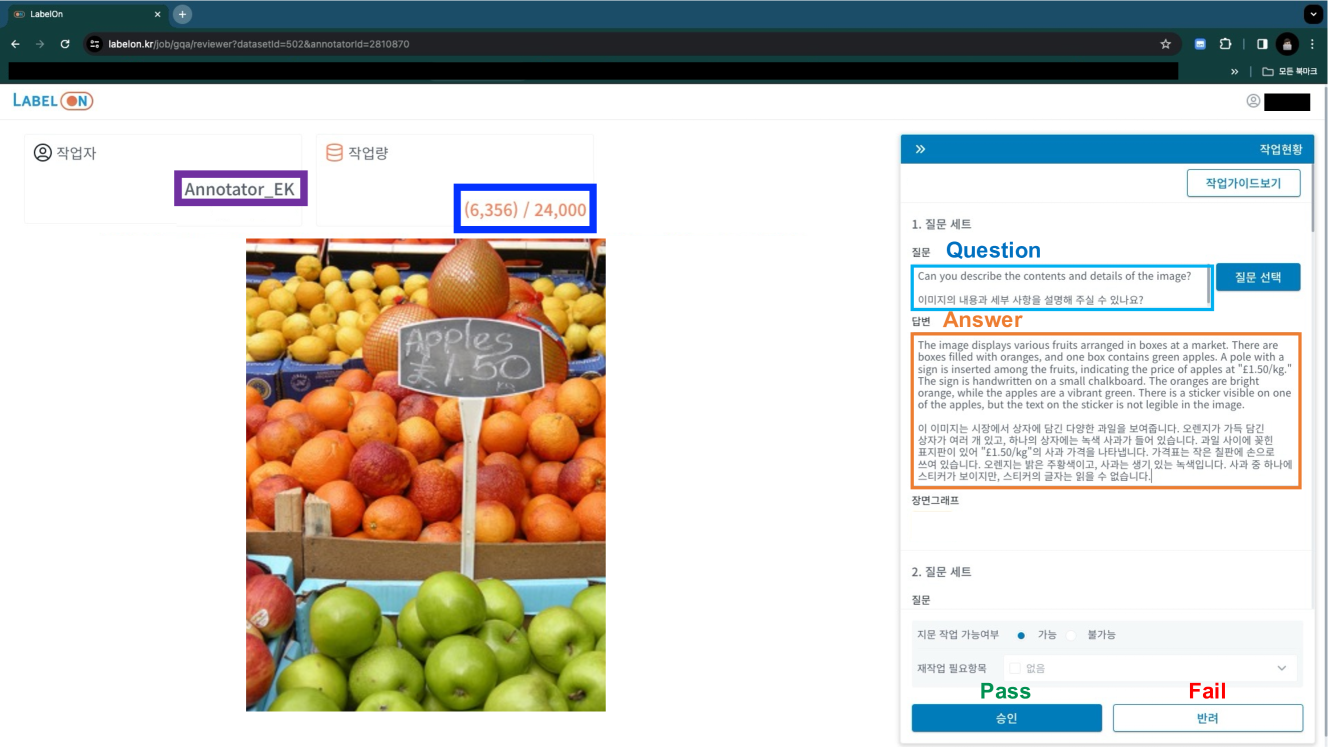 LabelOn
labelon.kr/job/gqa/reviewer?datasetId=502&annotatorId=2810870
모든 북마크
LABEL ON
작업자
Annotator_EK
작업량
(6,356) / 24,000
Apples
£1.50
작업현황
작업가이드보기
1. 질문 세트
질문 Question
Can you describe the contents and details of the image?
이미지의 내용과 세부 사항을 설명해 주실 수 있나요?
질문 선택
답변 Answer
The image displays various fruits arranged in boxes at a market. There are
boxes filled with oranges, and one box contains green apples. A pole with a
sign is inserted among the fruits, indicating the price of apples at "£1.50/kg."
The sign is handwritten on a small chalkboard. The oranges are bright
orange, while the apples are a vibrant green. There is a sticker visible on one
of the apples, but the text on the sticker is not legible in the image.
이 이미지는 시장에서 상자에 담긴 다양한 과일을 보여줍니다. 오렌지가 가득 담긴
상자가 여러 개 있고, 하나의 상자에는 녹색 사과가 들어 있습니다. 과일 사이에 꽂힌
표지판이 있어 "£1.50/kg"의 사과 가격을 나타냅니다. 가격표는 작은 칠판에 손으로
쓰여 있습니다. 오렌지는 밝은 주황색이고, 사과는 생기 있는 녹색입니다. 사과 중 하나에
스티커가 보이지만, 스티커의 글자는 읽을 수 없습니다.
장면그래프
2. 질문 세트
질문
지문 작업 가능여부 가능 불가능
재작업 필요항목 없음
Pass Fail
승인 반려